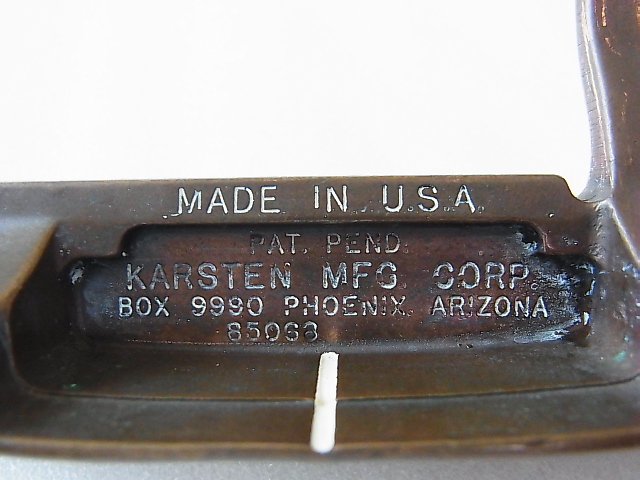 MADE IN U.S.A.
PAT. PEND.
KARSTEN MFG. CORP.
BOX 9990 PHOENIX. ARIZONA
85068